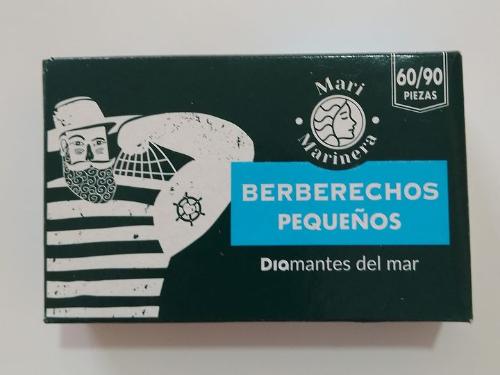 Mari
Marinera
60/90
PIEZAS
BERBERECHOS
PEQUEÑOS
DIAmantes del mar